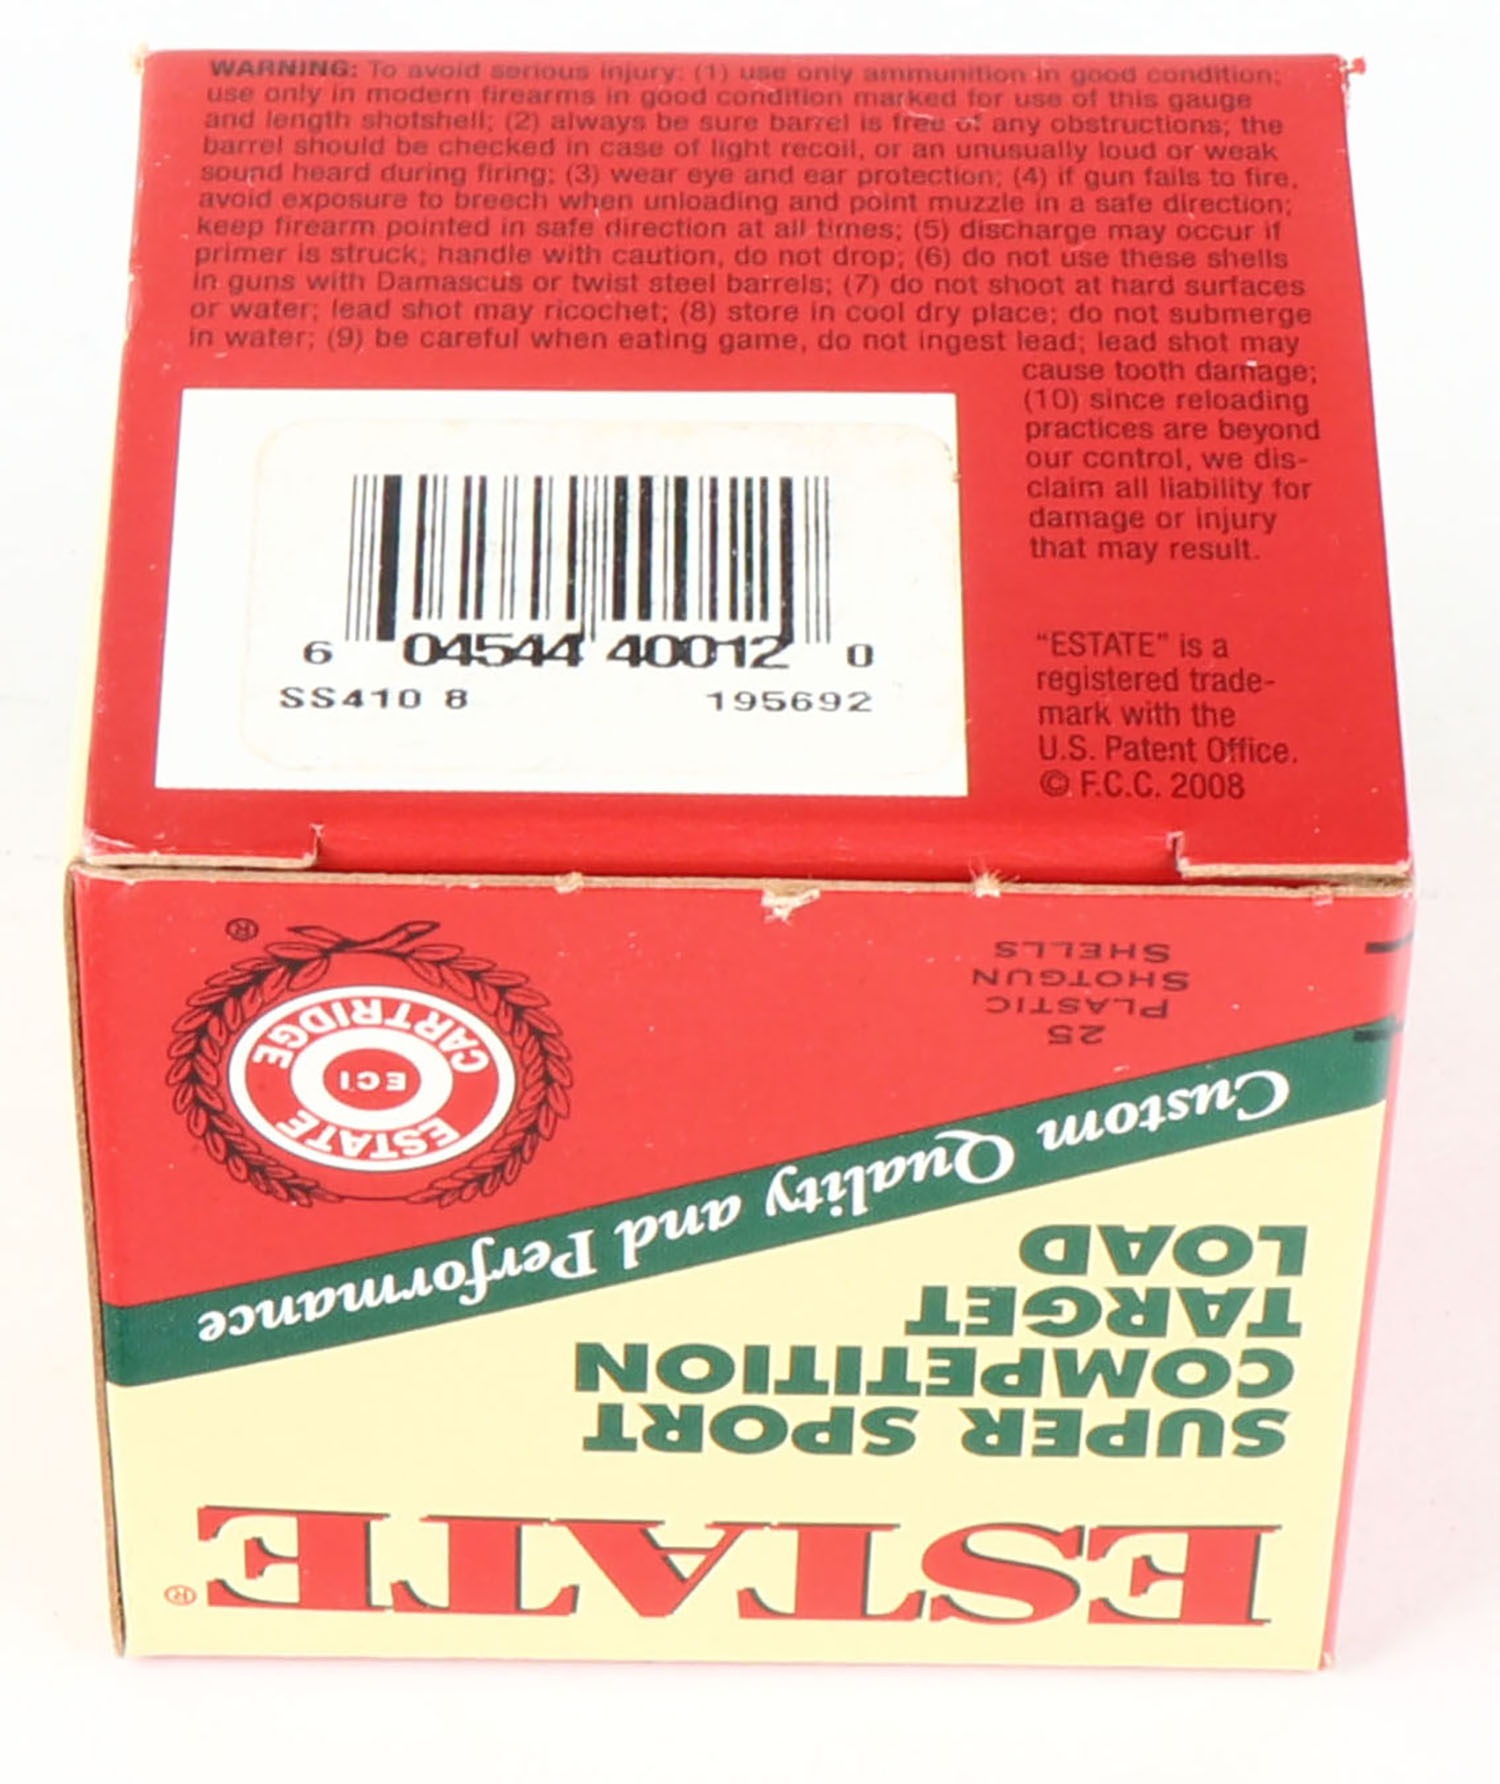 WARNING: To avoid serious injury: (1) use only ammunition in good condition;
use only in modern firearms in good condition marked for use of this gauge
and length shotshell; (2) always be sure barrel is free of any obstructions; the
barrel should be checked in case of light recoil, or an unusually loud or weak
sound heard during firing; (3) wear eye and ear protection; (4) if gun fails to fire,
avoid exposure to breech when unloading and point muzzle in a safe direction;
keep firearm pointed in safe direction at all times; (5) discharge may occur if
primer is struck; handle with caution, do not drop; (6) do not use these shells
in guns with Damascus or twist steel barrels; (7) do not shoot at hard surfaces
or water; lead shot may ricochet; (8) store in cool dry place; do not submerge
in water; (9) be careful when eating game, do not ingest lead; lead shot may
cause tooth damage;
(10) since reloading
practices are beyond
our control, we dis-
claim all liability for
damage or injury
that may result.
6 04544 40012 0
SS410 8 195692
"ESTATE" is a
registered trade-
mark with the
U.S. Patent Office.
© F.C.C. 2008
ESTATE®
SUPER SPORT
COMPETITION
TARGET
LOAD
Custom Quality and Performance
25
PLASTIC
SHOTGUN
SHELLS
ESTATE
ECI
CARTRIDGE
®